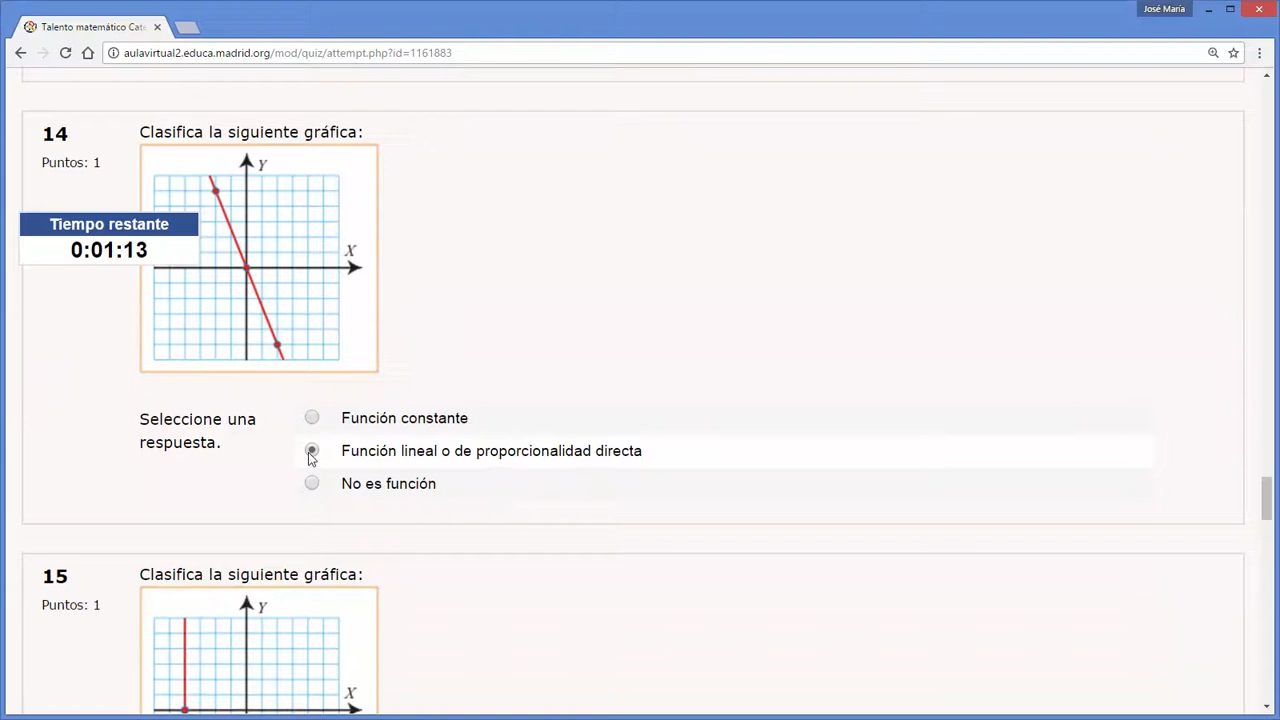 José María
Talento matemático Cate
aulavirtual2.educa.madrid.org/mod/quiz/attempt.php?id=1161883
14
Puntos: 1
Clasifica la siguiente gráfica:
Y
X
Tiempo restante
0:01:13
Seleccione una
respuesta.
Función constante
Función lineal o de proporcionalidad directa
No es función
15
Puntos: 1
Clasifica la siguiente gráfica:
Y
X